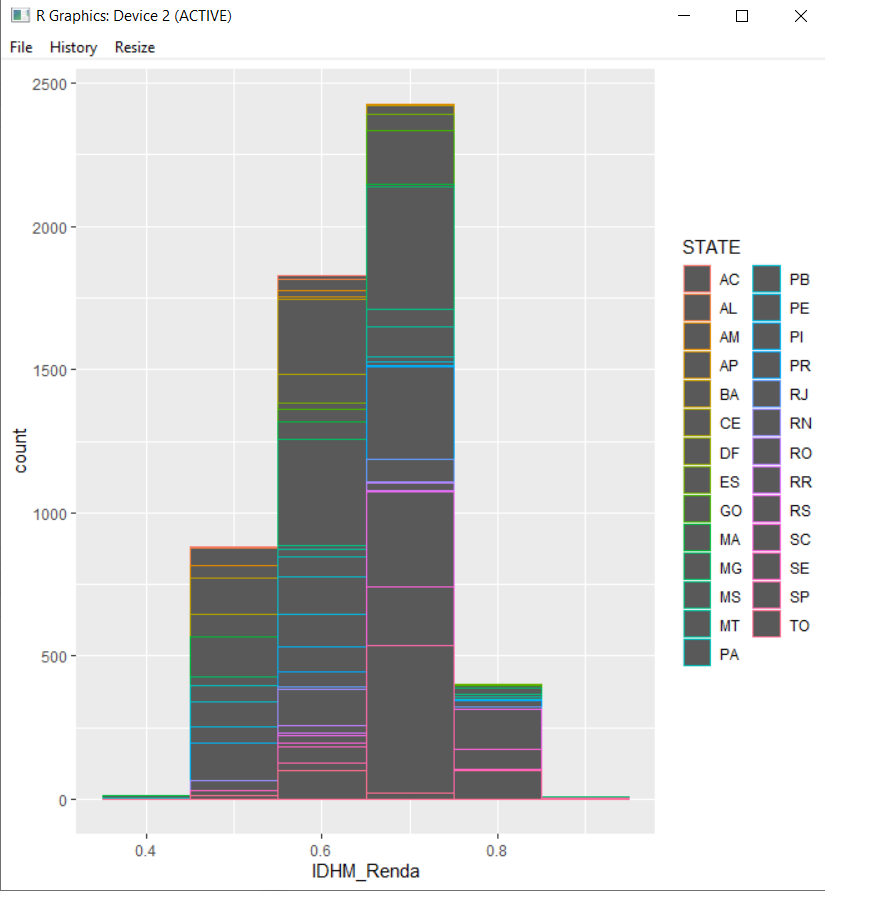 R Graphics: Device 2 (ACTIVE)
File History Resize
2500
2000
1500
1000
500
0
count
0.4 0.6 0.8
IDHM_Renda
STATE
AC PB
AL PE
AM PI
AP PR
BA RJ
CE RN
DF RO
ES RR
GO RS
MA SC
MG SE
MS SP
MT TO
PA